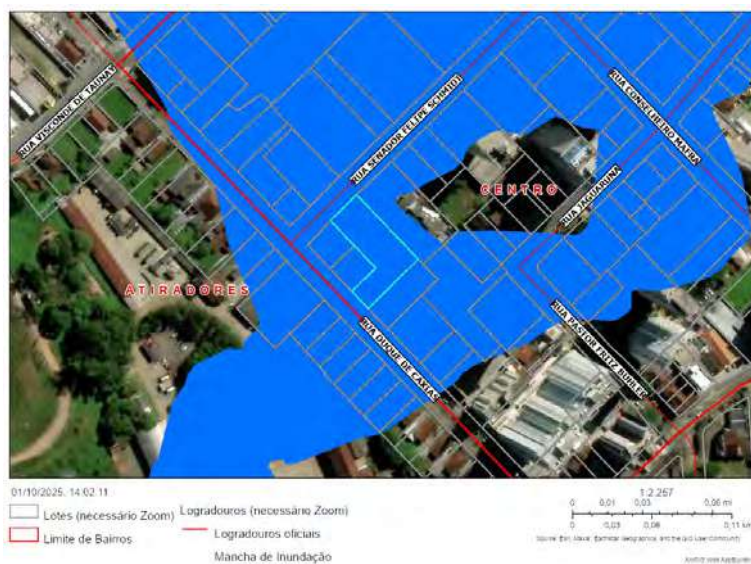 RUA VISCONDE DE TAUNAY
RUA SENADOR FELIPE SCHMIDT
RUA CONSELHEIRO MAFRA
CENTRO
RUA JAGUARUNA
ATIRADORES
RUA DUQUE DE CAXIAS
RUA PASTOR FRITZ BUHLER
01/10/2025, 14:02:11
Lotes (necessário Zoom)
Limite de Bairros
Logradouros (necessário Zoom)
Logradouros oficiais
Mancha de Inundação
1:2.257
0 0,01 0,03 0,06 mi
0 0,03 0,06 0,11 km